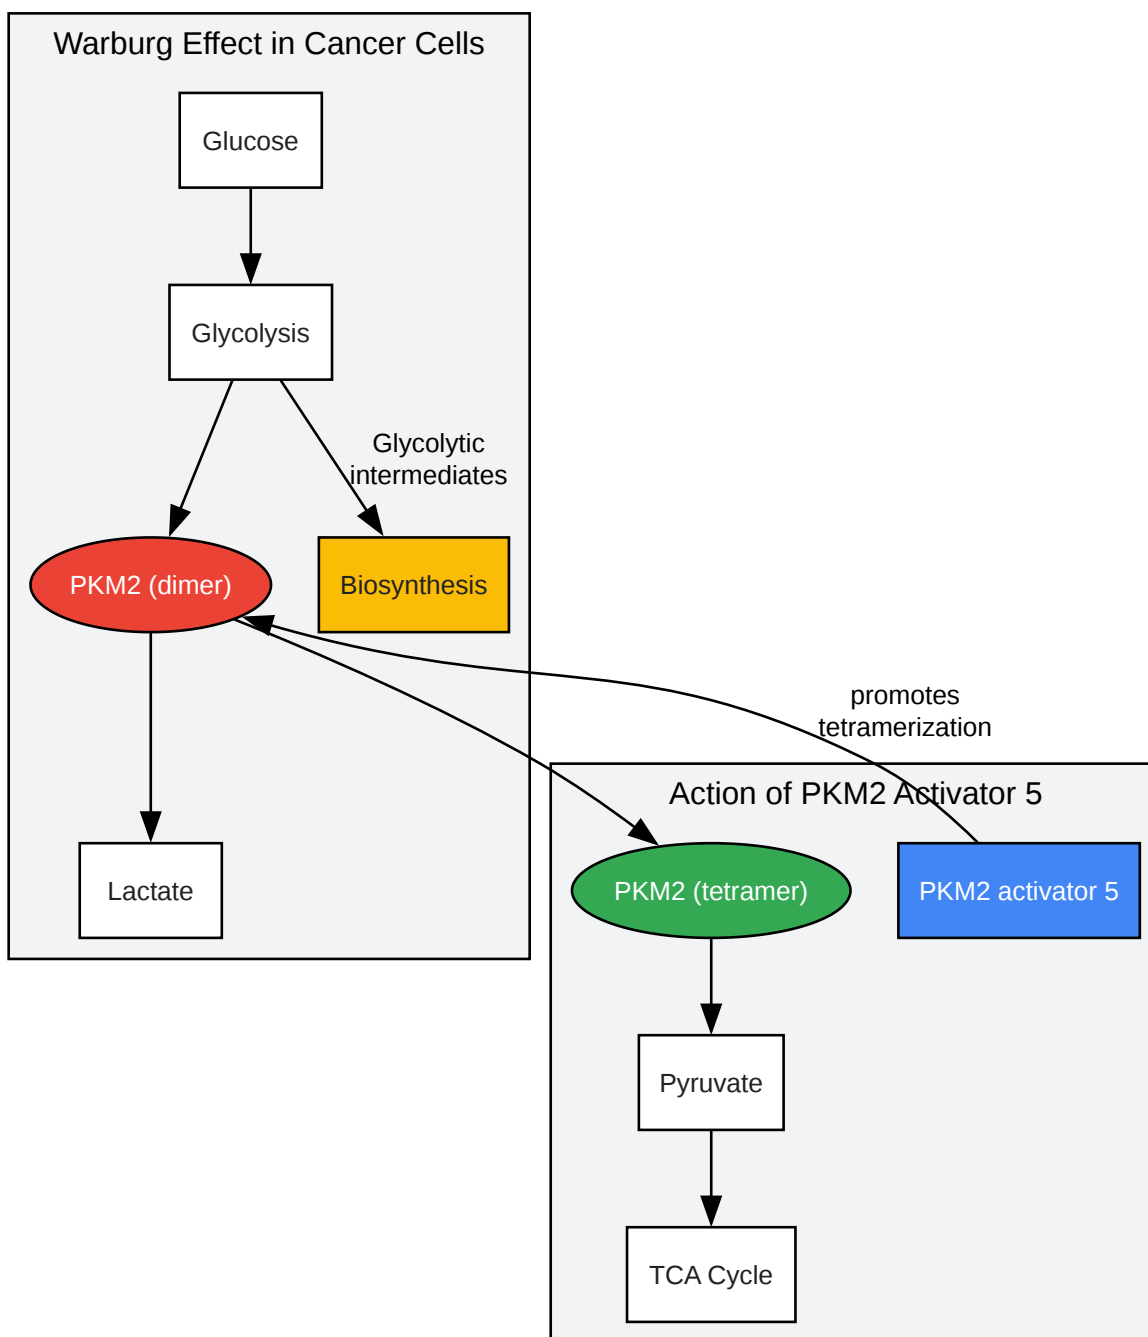 Warburg Effect in Cancer Cells
Glucose
Glycolysis
Glycolytic
intermediates
PKM2 (dimer)
Biosynthesis
promotes
tetramerization
Action of PKM2 Activator 5
Lactate
PKM2 (tetramer)
PKM2 activator 5
Pyruvate
TCA Cycle